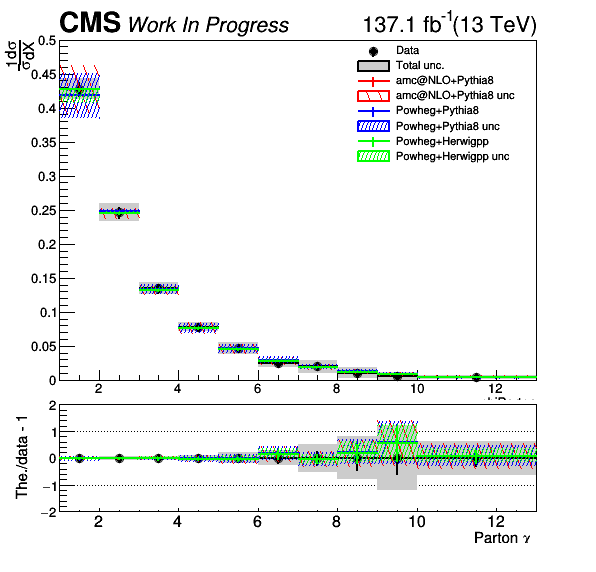 CMS Work In Progress 137.1 fb-1(13 TeV)
1 dσ
σ dX
0.5
0.45
0.4
0.35
0.3
0.25
0.2
0.15
0.1
0.05
0
Data
Total unc.
amc@NLO+Pythia8
amc@NLO+Pythia8 unc
Powheg+Pythia8
Powheg+Pythia8 unc
Powheg+Herwigpp
Powheg+Herwigpp unc
2 4 6 8 10 12
The./data - 1
2
1
0
−1
−2
2 4 6 8 10 12
Parton γ